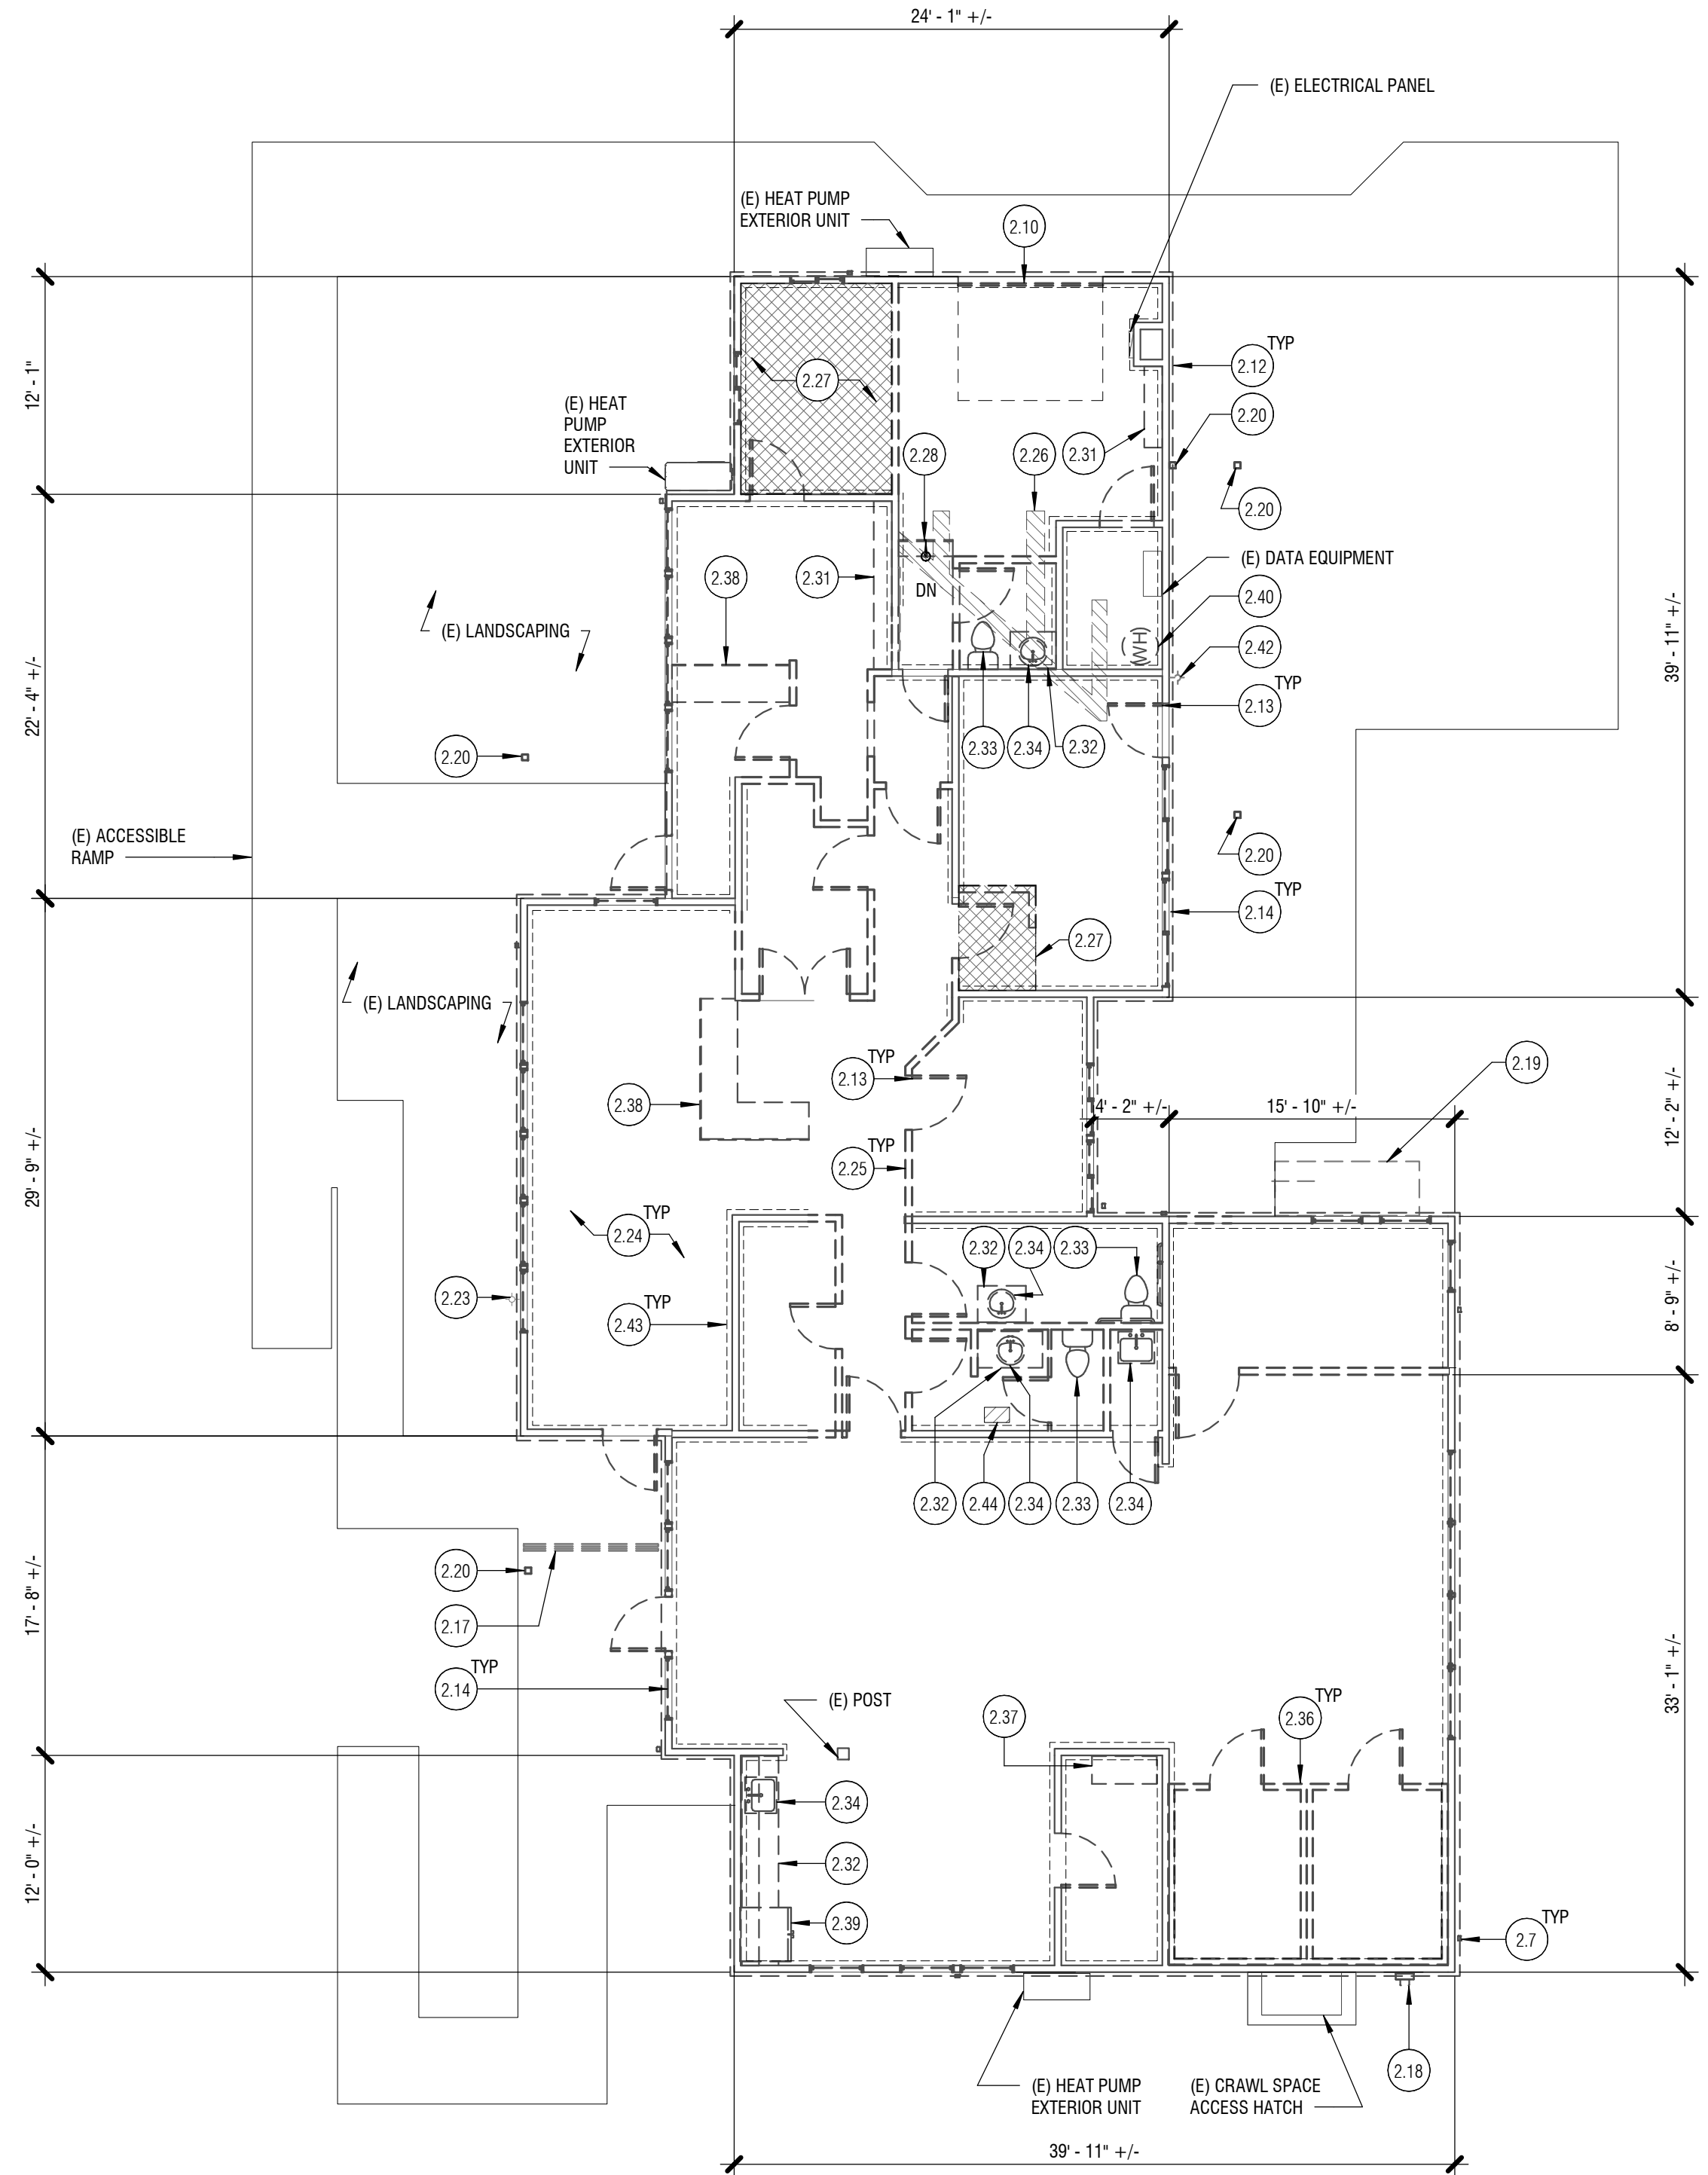 24' - 1" +/-
(E) ELECTRICAL PANEL
(E) HEAT PUMP
EXTERIOR UNIT
2.10
12' - 1"
TYP
2.12
2.27
(E) HEAT
PUMP
EXTERIOR
UNIT
2.20
2.28
2.26
2.31
2.20
(E) DATA EQUIPMENT
2.38
2.31
DN
2.40
(E) LANDSCAPING
WH
2.42
39' - 11" +/-
22' - 4" +/-
TYP
2.13
2.33
2.34
2.32
2.20
(E) ACCESSIBLE
RAMP
2.20
TYP
2.14
2.27
(E) LANDSCAPING
TYP
2.13
2.19
2.38
4' - 2" +/-
15' - 10" +/-
12' - 2" +/-
TYP
2.25
29' - 9" +/-
TYP
2.24
2.32
2.34
2.33
2.23
TYP
2.43
8' - 9" +/-
2.32
2.44
2.34
2.33
2.34
2.20
17' - 8" +/-
2.17
TYP
2.14
(E) POST
2.37
TYP
2.36
33' - 1" +/-
2.34
2.32
12' - 0" +/-
2.39
TYP
2.7
2.18
(E) HEAT PUMP
EXTERIOR UNIT
(E) CRAWL SPACE
ACCESS HATCH
39' - 11" +/-